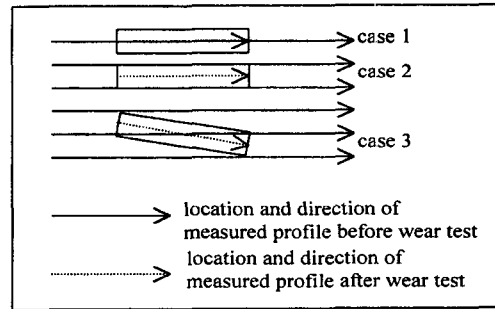 case 1
case 2
case 3
location and direction of
measured profile before wear test
location and direction of
measured profile after wear test